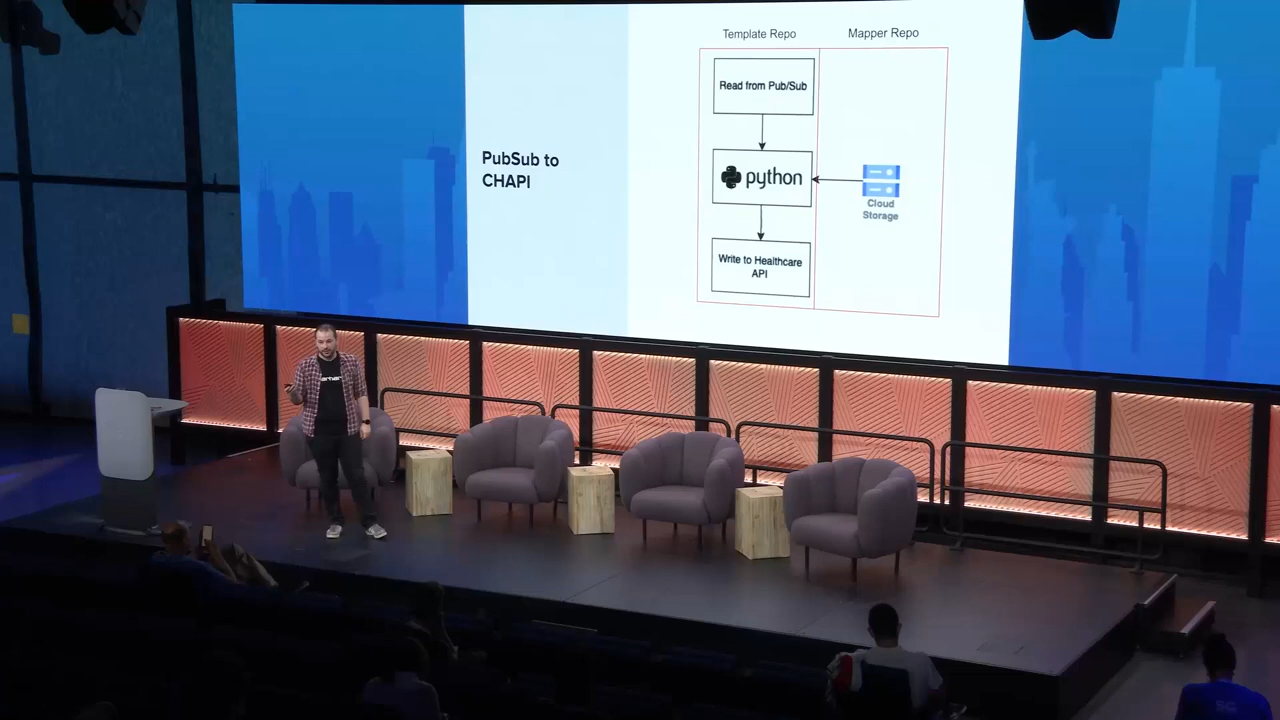 PubSub to
CHAPI
Template Repo
Mapper Repo
Read from Pub/Sub
python
Cloud
Storage
Write to Healthcare
API